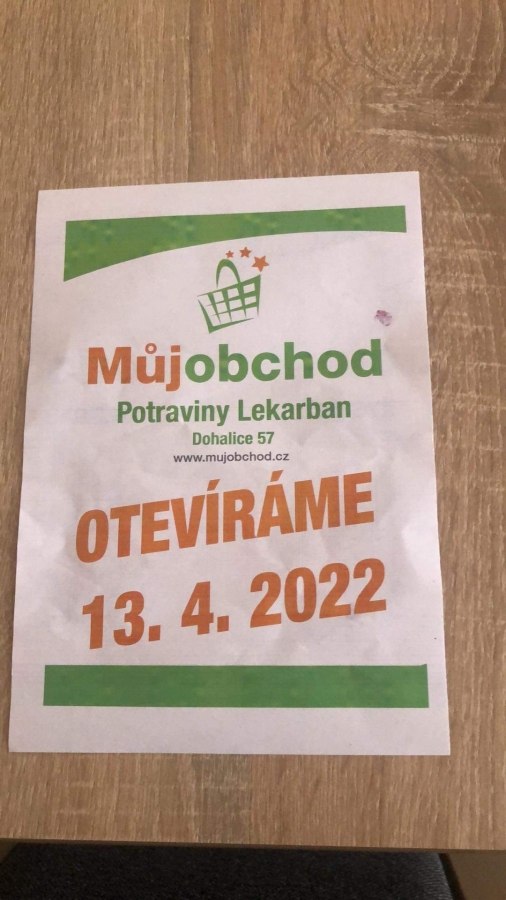 Můjobchod
Potraviny Lekarban
Dohalice 57
www.mujobchod.cz
OTEVÍRÁME
13. 4. 2022